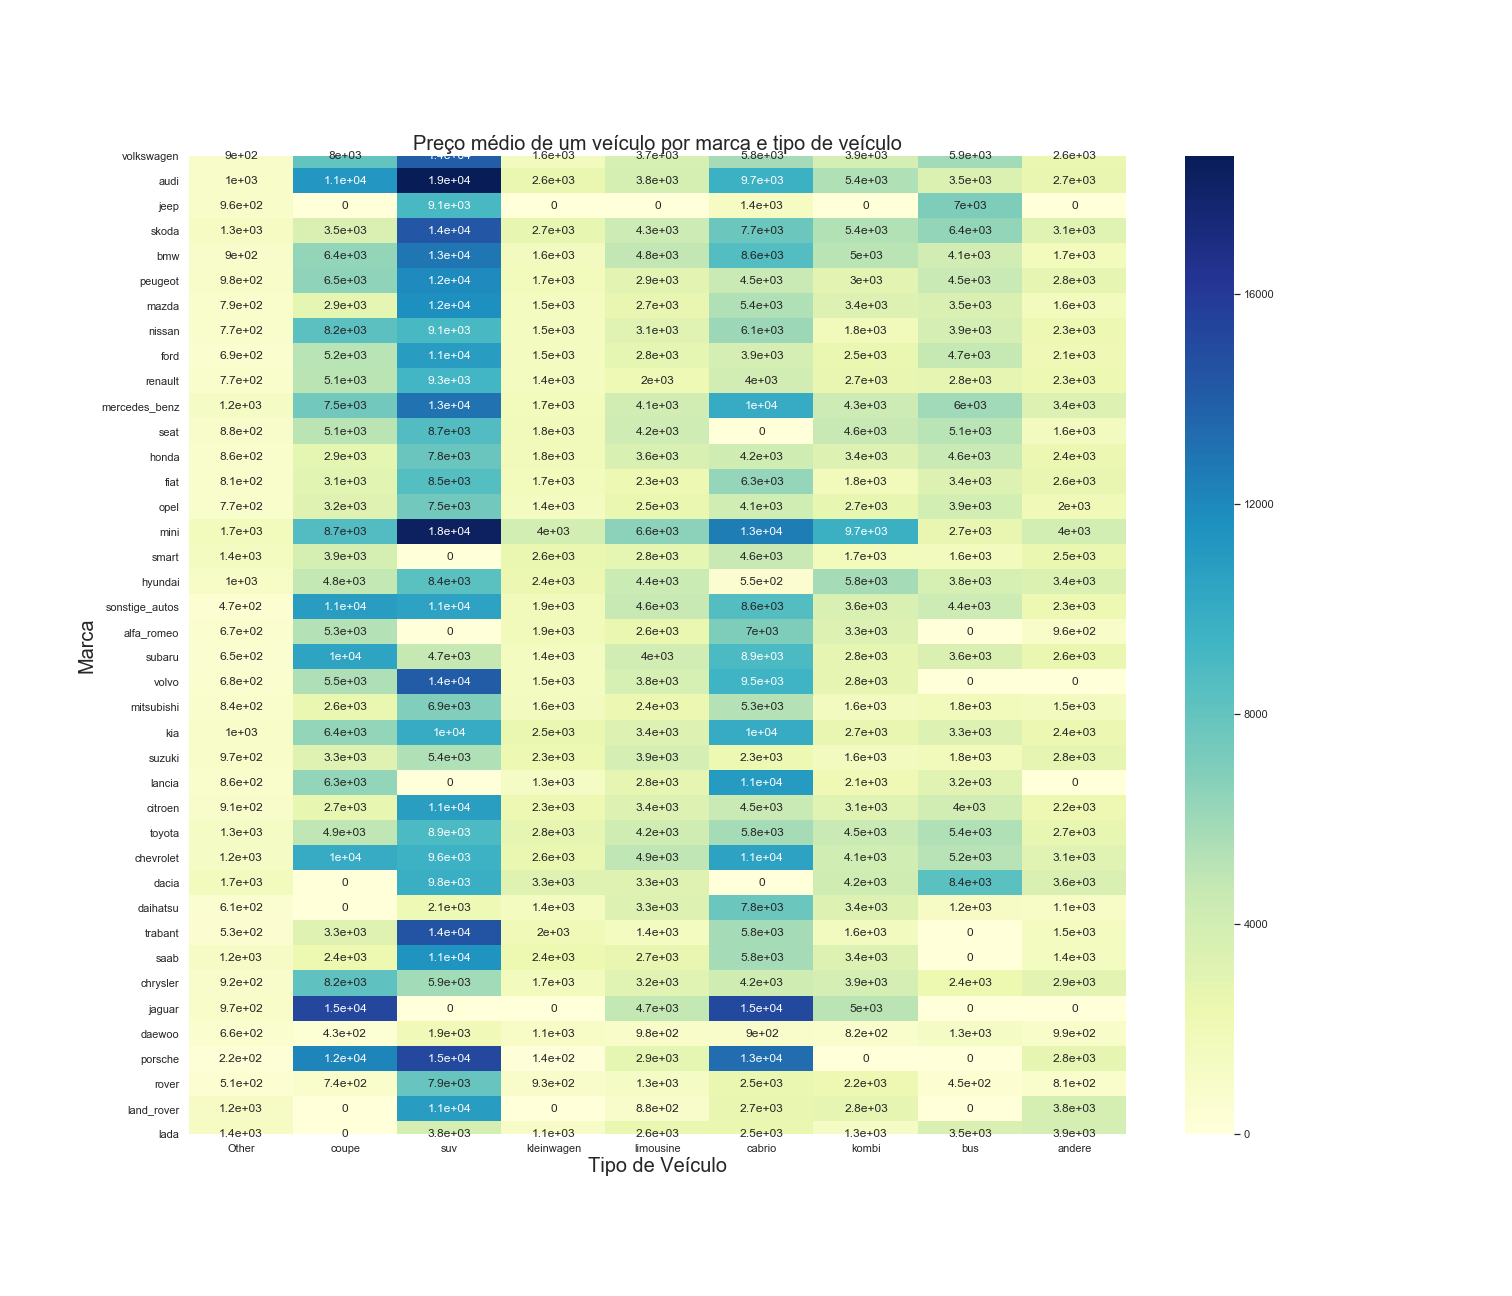 Preço médio de um veículo por marca e tipo de veículo
volkswagen 9e+02 8e+03 1.4e+04 1.6e+03 3.7e+03 5.8e+03 3.9e+03 5.9e+03 2.6e+03
audi 1e+03 1.1e+04 1.9e+04 2.6e+03 3.8e+03 9.7e+03 5.4e+03 3.5e+03 2.7e+03
jeep 9.6e+02 0 9.1e+03 0 0 1.4e+03 0 7e+03 0
16000
skoda 1.3e+03 3.5e+03 1.4e+04 2.7e+03 4.3e+03 7.7e+03 5.4e+03 6.4e+03 3.1e+03
bmw 9e+02 6.4e+03 1.3e+04 1.6e+03 4.8e+03 8.6e+03 5e+03 4.1e+03 1.7e+03
peugeot 9.8e+02 6.5e+03 1.2e+04 1.7e+03 2.9e+03 4.5e+03 3e+03 4.5e+03 2.8e+03
mazda 7.9e+02 2.9e+03 1.2e+04 1.5e+03 2.7e+03 5.4e+03 3.4e+03 3.5e+03 1.6e+03
nissan 7.7e+02 8.2e+03 9.1e+03 1.5e+03 3.1e+03 6.1e+03 1.8e+03 3.9e+03 2.3e+03
ford 6.9e+02 5.2e+03 1.1e+04 1.5e+03 2.8e+03 3.9e+03 2.5e+03 4.7e+03 2.1e+03
renault 7.7e+02 5.1e+03 9.3e+03 1.4e+03 2e+03 4e+03 2.7e+03 2.8e+03 2.3e+03
mercedes_benz 1.2e+03 7.5e+03 1.3e+04 1.7e+03 4.1e+03 1e+04 4.3e+03 6e+03 3.4e+03
seat 8.8e+02 5.1e+03 8.7e+03 1.8e+03 4.2e+03 0 4.6e+03 5.1e+03 1.6e+03
honda 8.6e+02 2.9e+03 7.8e+03 1.8e+03 3.6e+03 4.2e+03 3.4e+03 4.6e+03 2.4e+03
fiat 8.1e+02 3.1e+03 8.5e+03 1.7e+03 2.3e+03 6.3e+03 1.8e+03 3.4e+03 2.6e+03
opel 7.7e+02 3.2e+03 7.5e+03 1.4e+03 2.5e+03 4.1e+03 2.7e+03 3.9e+03 2e+03
12000
mini 1.7e+03 8.7e+03 1.8e+04 4e+03 6.6e+03 1.3e+04 9.7e+03 2.7e+03 4e+03
smart 1.4e+03 3.9e+03 0 2.6e+03 2.8e+03 4.6e+03 1.7e+03 1.6e+03 2.5e+03
hyundai 1e+03 4.8e+03 8.4e+03 2.4e+03 4.4e+03 5.5e+02 5.8e+03 3.8e+03 3.4e+03
sonstige_autos 4.7e+02 1.1e+04 1.1e+04 1.9e+03 4.6e+03 8.6e+03 3.6e+03 4.4e+03 2.3e+03
alfa_romeo 6.7e+02 5.3e+03 0 1.9e+03 2.6e+03 7e+03 3.3e+03 0 9.6e+02
Marca
subaru 6.5e+02 1e+04 4.7e+03 1.4e+03 4e+03 8.9e+03 2.8e+03 3.6e+03 2.6e+03
volvo 6.8e+02 5.5e+03 1.4e+04 1.5e+03 3.8e+03 9.5e+03 2.8e+03 0 0
mitsubishi 8.4e+02 2.6e+03 6.9e+03 1.6e+03 2.4e+03 5.3e+03 1.6e+03 1.8e+03 1.5e+03
8000
kia 1e+03 6.4e+03 1e+04 2.5e+03 3.4e+03 1e+04 2.7e+03 3.3e+03 2.4e+03
suzuki 9.7e+02 3.3e+03 5.4e+03 2.3e+03 3.9e+03 2.3e+03 1.6e+03 1.8e+03 2.8e+03
lancia 8.6e+02 6.3e+03 0 1.3e+03 2.8e+03 1.1e+04 2.1e+03 3.2e+03 0
citroen 9.1e+02 2.7e+03 1.1e+04 2.3e+03 3.4e+03 4.5e+03 3.1e+03 4e+03 2.2e+03
toyota 1.3e+03 4.9e+03 8.9e+03 2.8e+03 4.2e+03 5.8e+03 4.5e+03 5.4e+03 2.7e+03
chevrolet 1.2e+03 1e+04 9.6e+03 2.6e+03 4.9e+03 1.1e+04 4.1e+03 5.2e+03 3.1e+03
dacia 1.7e+03 0 9.8e+03 3.3e+03 3.3e+03 0 4.2e+03 8.4e+03 3.6e+03
daihatsu 6.1e+02 0 2.1e+03 1.4e+03 3.3e+03 7.8e+03 3.4e+03 1.2e+03 1.1e+03
4000
trabant 5.3e+02 3.3e+03 1.4e+04 2e+03 1.4e+03 5.8e+03 1.6e+03 0 1.5e+03
saab 1.2e+03 2.4e+03 1.1e+04 2.4e+03 2.7e+03 5.8e+03 3.4e+03 0 1.4e+03
chrysler 9.2e+02 8.2e+03 5.9e+03 1.7e+03 3.2e+03 4.2e+03 3.9e+03 2.4e+03 2.9e+03
jaguar 9.7e+02 1.5e+04 0 0 4.7e+03 1.5e+04 5e+03 0 0
daewoo 6.6e+02 4.3e+02 1.9e+03 1.1e+03 9.8e+02 9e+02 8.2e+02 1.3e+03 9.9e+02
porsche 2.2e+02 1.2e+04 1.5e+04 1.4e+02 2.9e+03 1.3e+04 0 0 2.8e+03
rover 5.1e+02 7.4e+02 7.9e+03 9.3e+02 1.3e+03 2.5e+03 2.2e+03 4.5e+02 8.1e+02
land_rover 1.2e+03 0 1.1e+04 0 8.8e+02 2.7e+03 2.8e+03 0 3.8e+03
lada 1.4e+03 0 3.8e+03 1.1e+03 2.6e+03 2.5e+03 1.3e+03 3.5e+03 3.9e+03
0
Other coupe suv kleinwagen limousine cabrio kombi bus andere
Tipo de Veículo